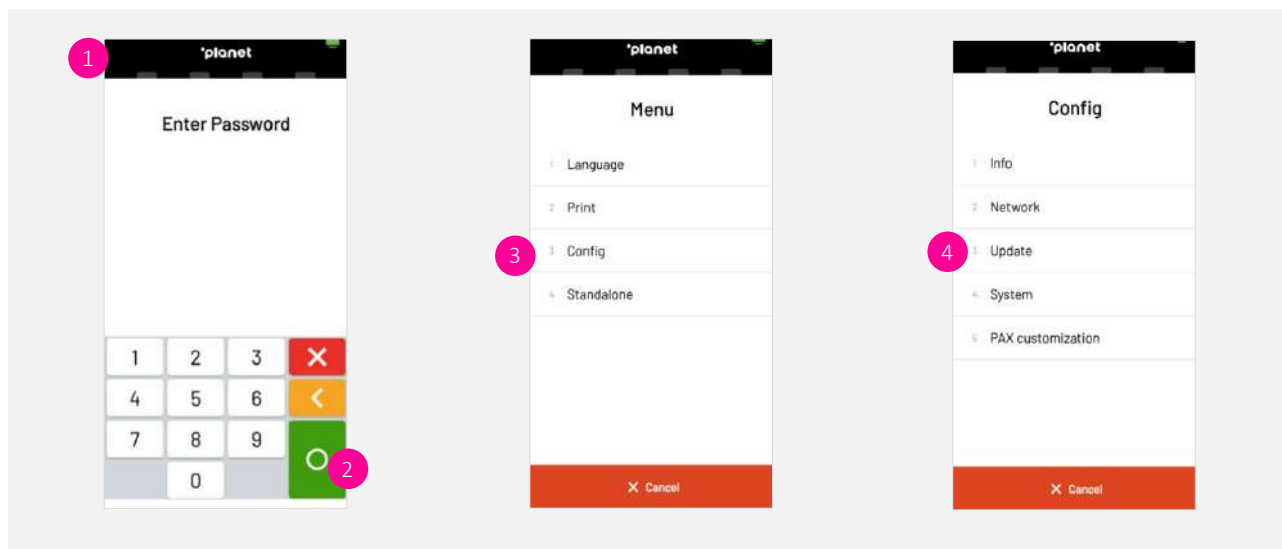 1
planet
Enter Password
1 2 3
4 5 6
7 8 9
0
2
planet
Menu
1 Language
2 Print
3
3 Config
4 Standalone
X Cancel
planet
Config
1 Info
2 Network
4
3 Update
4 System
5 PAX customization
X Cancel